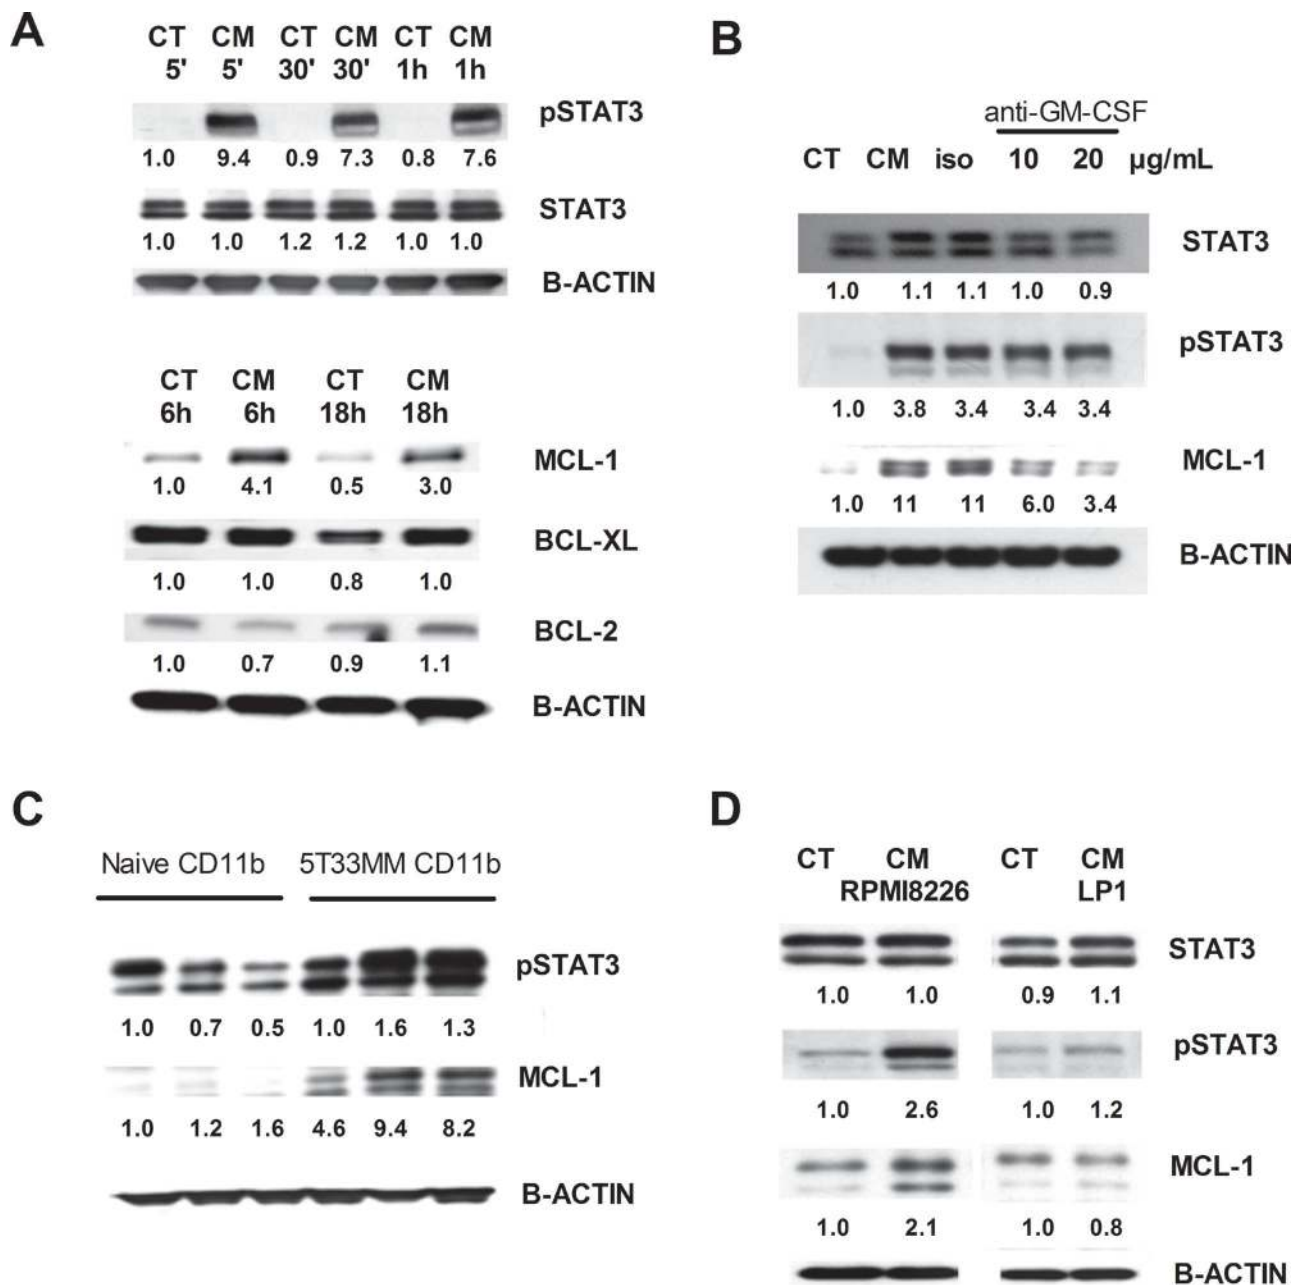 A
CT CM CT CM CT CM
5' 5' 30' 30' 1h 1h
pSTAT3
1.0 9.4 0.9 7.3 0.8 7.6
STAT3
1.0 1.0 1.2 1.2 1.0 1.0
B-ACTIN
CT CM CT CM
6h 6h 18h 18h
MCL-1
1.0 4.1 0.5 3.0
BCL-XL
1.0 1.0 0.8 1.0
BCL-2
1.0 0.7 0.9 1.1
B-ACTIN
B
anti-GM-CSF
CT CM iso 10 20 µg/mL
STAT3
1.0 1.1 1.1 1.0 0.9
pSTAT3
1.0 3.8 3.4 3.4 3.4
MCL-1
1.0 11 11 6.0 3.4
B-ACTIN
C
Naive CD11b 5T33MM CD11b
pSTAT3
1.0 0.7 0.5 1.0 1.6 1.3
MCL-1
1.0 1.2 1.6 4.6 9.4 8.2
B-ACTIN
D
CT CM CT CM
RPMI8226 LP1
STAT3
1.0 1.0 0.9 1.1
pSTAT3
1.0 2.6 1.0 1.2
MCL-1
1.0 2.1 1.0 0.8
B-ACTIN